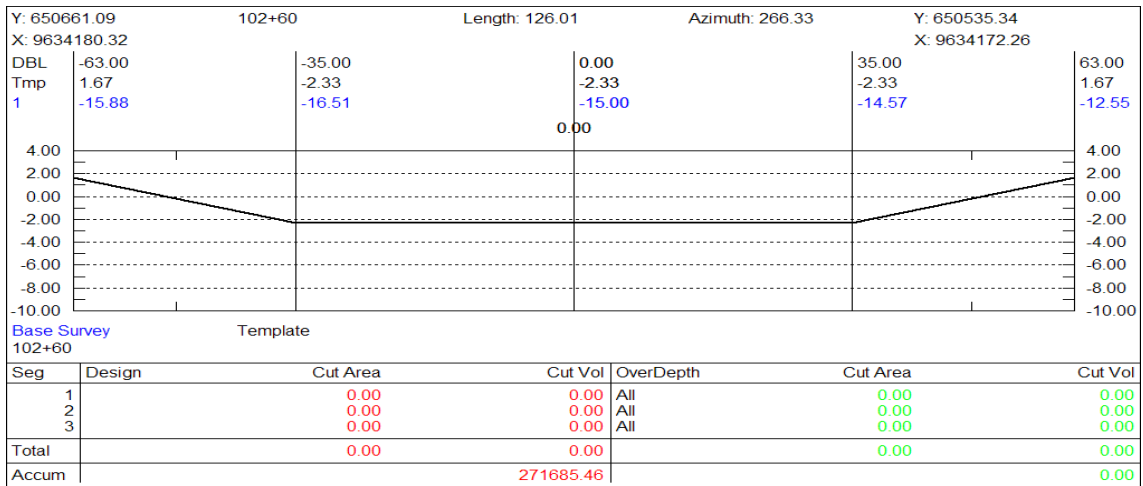 Y: 650661.09 102+60 Length: 126.01 Azimuth: 266.33 Y: 650535.34
X: 9634180.32 X: 9634172.26
DBL -63.00 -35.00 0.00 35.00 63.00
Tmp 1.67 -2.33 -2.33 -2.33 1.67
1 -15.88 -16.51 -15.00 -14.57 -12.55
0.00
4.00 4.00
2.00 2.00
0.00 0.00
-2.00 -2.00
-4.00 -4.00
-6.00 -6.00
-8.00 -8.00
-10.00 -10.00
Base Survey Template
102+60
Seg Design Cut Area Cut Vol OverDepth Cut Area Cut Vol
1 0.00 0.00 All 0.00 0.00
2 0.00 0.00 All 0.00 0.00
3 0.00 0.00 All 0.00 0.00
Total 0.00 0.00 0.00 0.00
Accum 271685.46 0.00